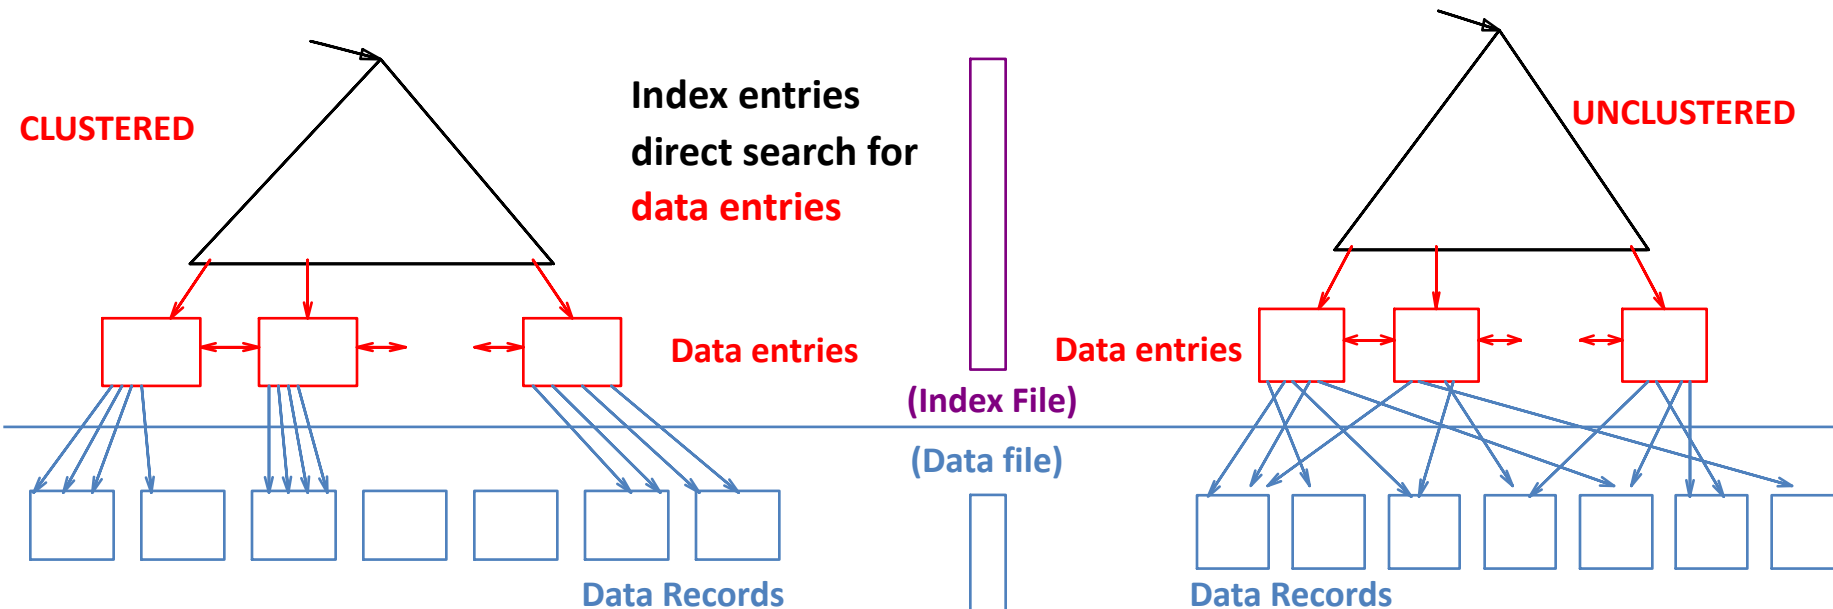 CLUSTERED
Index entries
direct search for
data entries
UNCLUSTERED
Data entries
Data entries
(Index File)
(Data file)
Data Records
Data Records